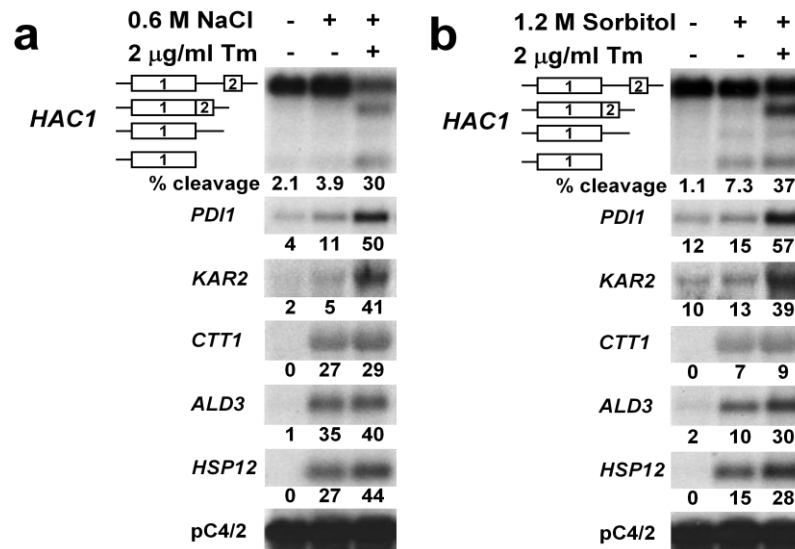 a
0.6 M NaCl - + +
2 μg/ml Tm - - +
1 2
1 2
HAC1
1
1
% cleavage 2.1 3.9 30
PDI1
4 11 50
KAR2
2 5 41
CTT1
0 27 29
ALD3
1 35 40
HSP12
0 27 44
pC4/2
b
1.2 M Sorbitol - + +
2 μg/ml Tm - - +
1 2
1 2
HAC1
1
1
% cleavage 1.1 7.3 37
PDI1
12 15 57
KAR2
10 13 39
CTT1
0 7 9
ALD3
2 10 30
HSP12
0 15 28
pC4/2